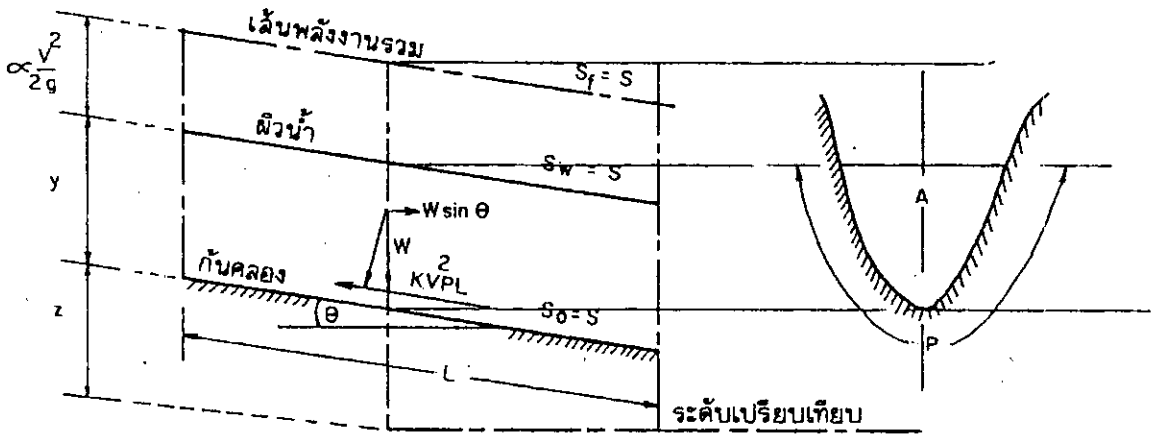 เส้นพลังงานรวม
∝ V²/2g
S_f = S
ผิวน้ำ
y
S_w = S
A
W sin θ
W
ก้นคลอง
KV²PL
z
θ
S_o = S
P
L
ระดับเปรียบเทียบ